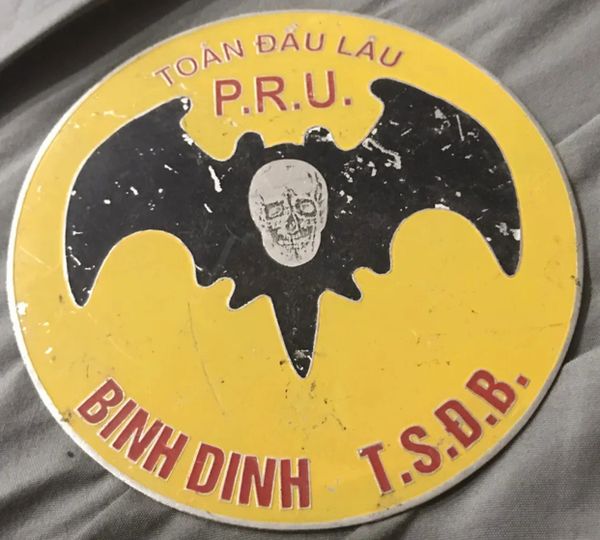 TOÁN ĐẦU LÂU
P.R.U.
BINH DINH T.S.Đ.B.